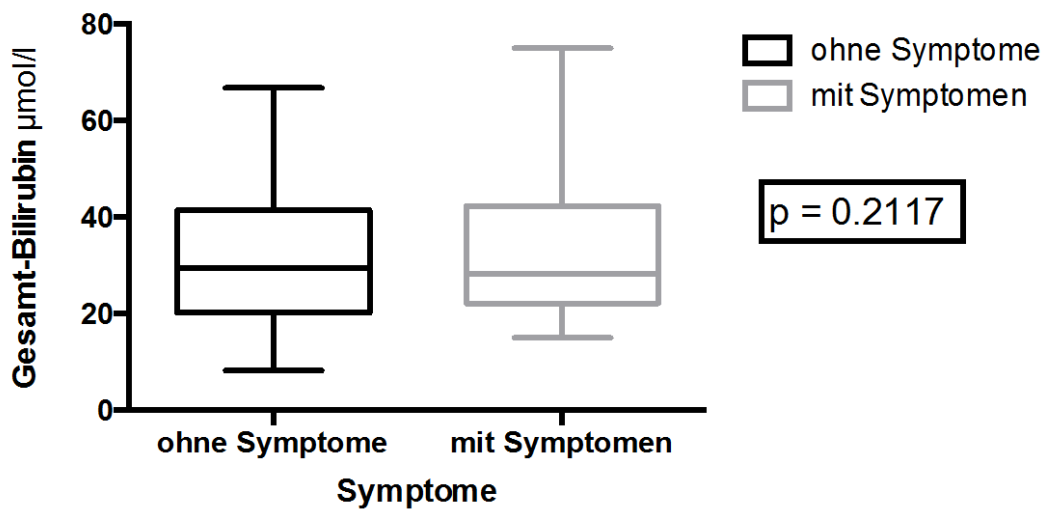 80
60
40
20
0
Gesamt-Bilirubin µmol/l
ohne Symptome
mit Symptomen
Symptome
ohne Symptome
mit Symptomen
p = 0.2117